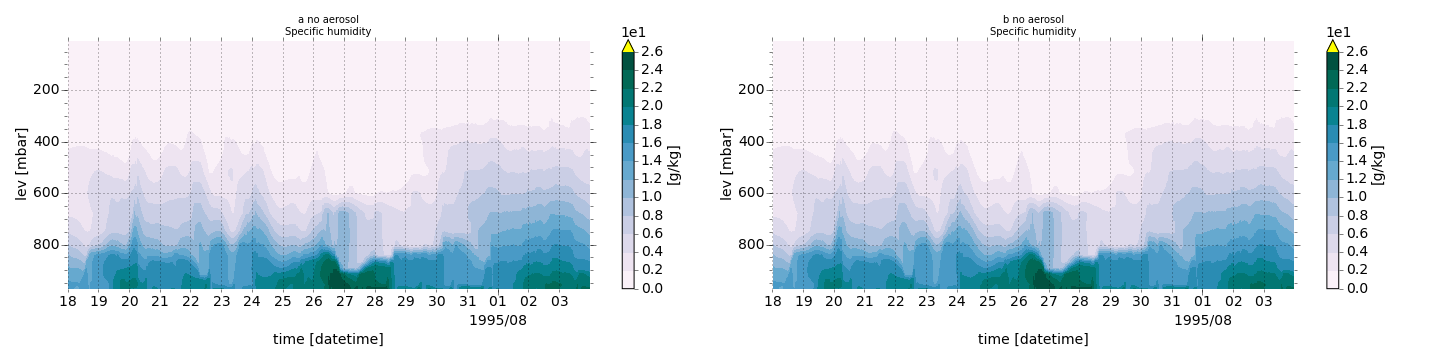 a no aerosol
Specific humidity
lev [mbar]
200
400
600
800
18 19 20 21 22 23 24 25 26 27 28 29 30 31 01 02 03
1995/08
time [datetime]
1e1
2.6
2.4
2.2
2.0
1.8
1.6
1.4
1.2
1.0
0.8
0.6
0.4
0.2
0.0
[g/kg]
b no aerosol
Specific humidity
lev [mbar]
200
400
600
800
18 19 20 21 22 23 24 25 26 27 28 29 30 31 01 02 03
1995/08
time [datetime]
1e1
2.6
2.4
2.2
2.0
1.8
1.6
1.4
1.2
1.0
0.8
0.6
0.4
0.2
0.0
[g/kg]